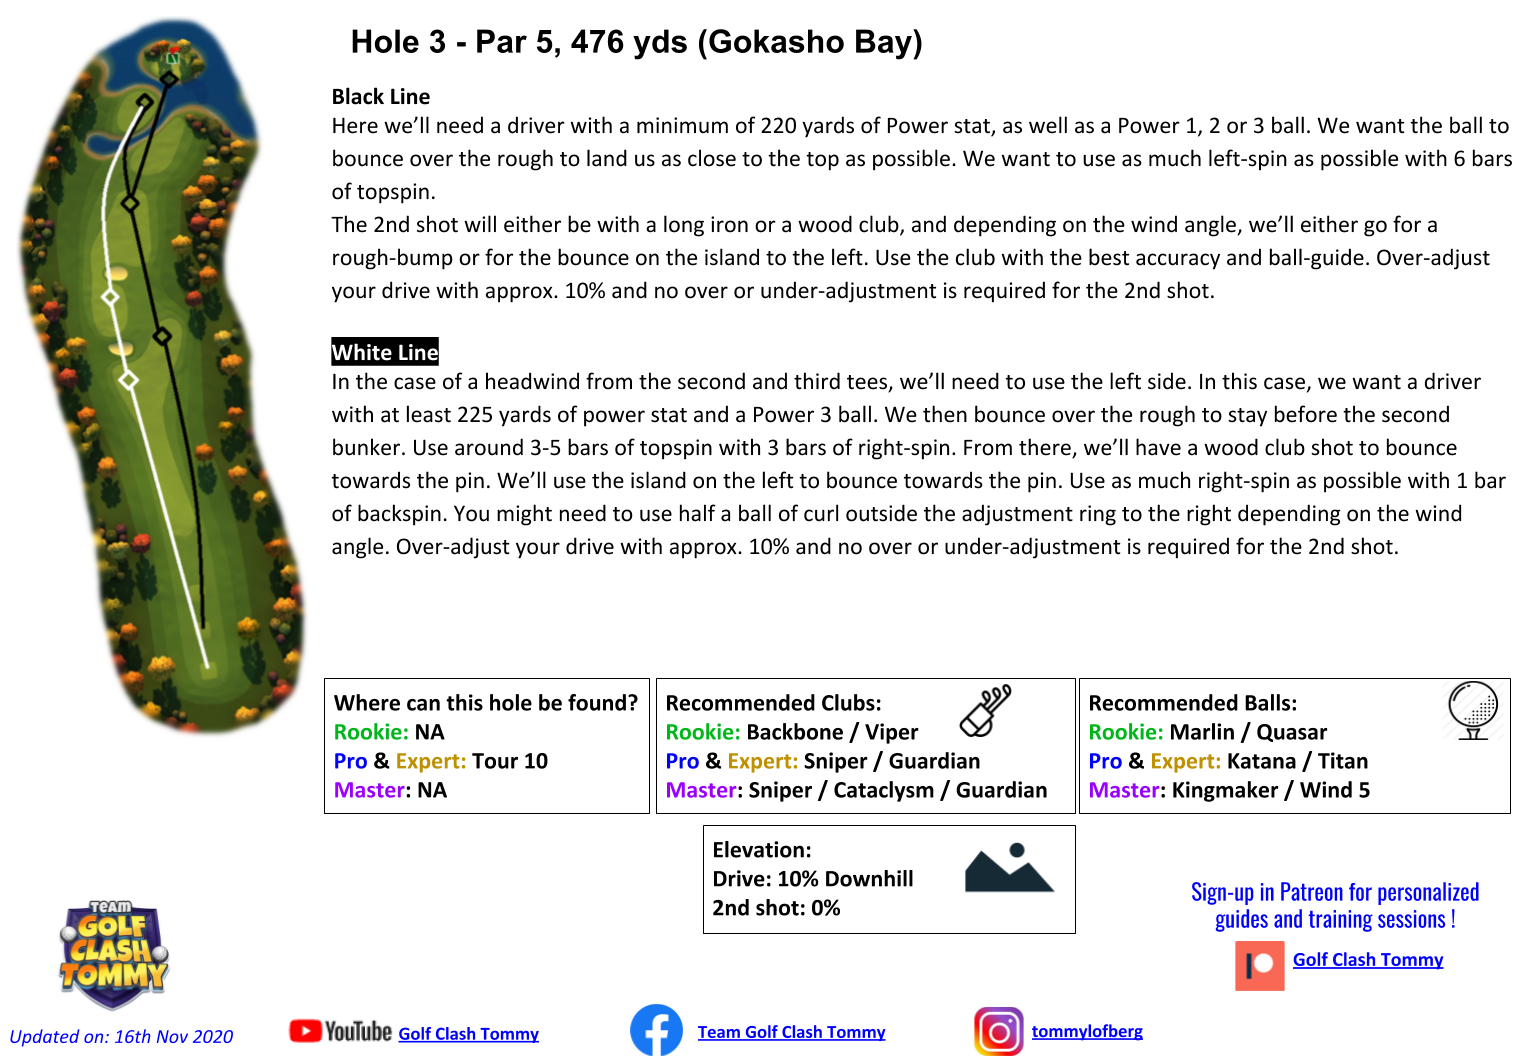 Hole 3 - Par 5, 476 yds (Gokasho Bay)
Black Line
Here we’ll need a driver with a minimum of 220 yards of Power stat, as well as a Power 1, 2 or 3 ball. We want the ball to
bounce over the rough to land us as close to the top as possible. We want to use as much left-spin as possible with 6 bars
of topspin.
The 2nd shot will either be with a long iron or a wood club, and depending on the wind angle, we’ll either go for a
rough-bump or for the bounce on the island to the left. Use the club with the best accuracy and ball-guide. Over-adjust
your drive with approx. 10% and no over or under-adjustment is required for the 2nd shot.
White Line
In the case of a headwind from the second and third tees, we’ll need to use the left side. In this case, we want a driver
with at least 225 yards of power stat and a Power 3 ball. We then bounce over the rough to stay before the second
bunker. Use around 3-5 bars of topspin with 3 bars of right-spin. From there, we’ll have a wood club shot to bounce
towards the pin. We’ll use the island on the left to bounce towards the pin. Use as much right-spin as possible with 1 bar
of backspin. You might need to use half a ball of curl outside the adjustment ring to the right depending on the wind
angle. Over-adjust your drive with approx. 10% and no over or under-adjustment is required for the 2nd shot.
Where can this hole be found?
Rookie: NA
Pro & Expert: Tour 10
Master: NA
Recommended Clubs:
Rookie: Backbone / Viper
Pro & Expert: Sniper / Guardian
Master: Sniper / Cataclysm / Guardian
Recommended Balls:
Rookie: Marlin / Quasar
Pro & Expert: Katana / Titan
Master: Kingmaker / Wind 5
Elevation:
Drive: 10% Downhill
2nd shot: 0%
Sign-up in Patreon for personalized
guides and training sessions !
Golf Clash Tommy
TEAM
GOLF
CLASH
TOMMY
Updated on: 16th Nov 2020
YouTube Golf Clash Tommy
Team Golf Clash Tommy
tommylofberg